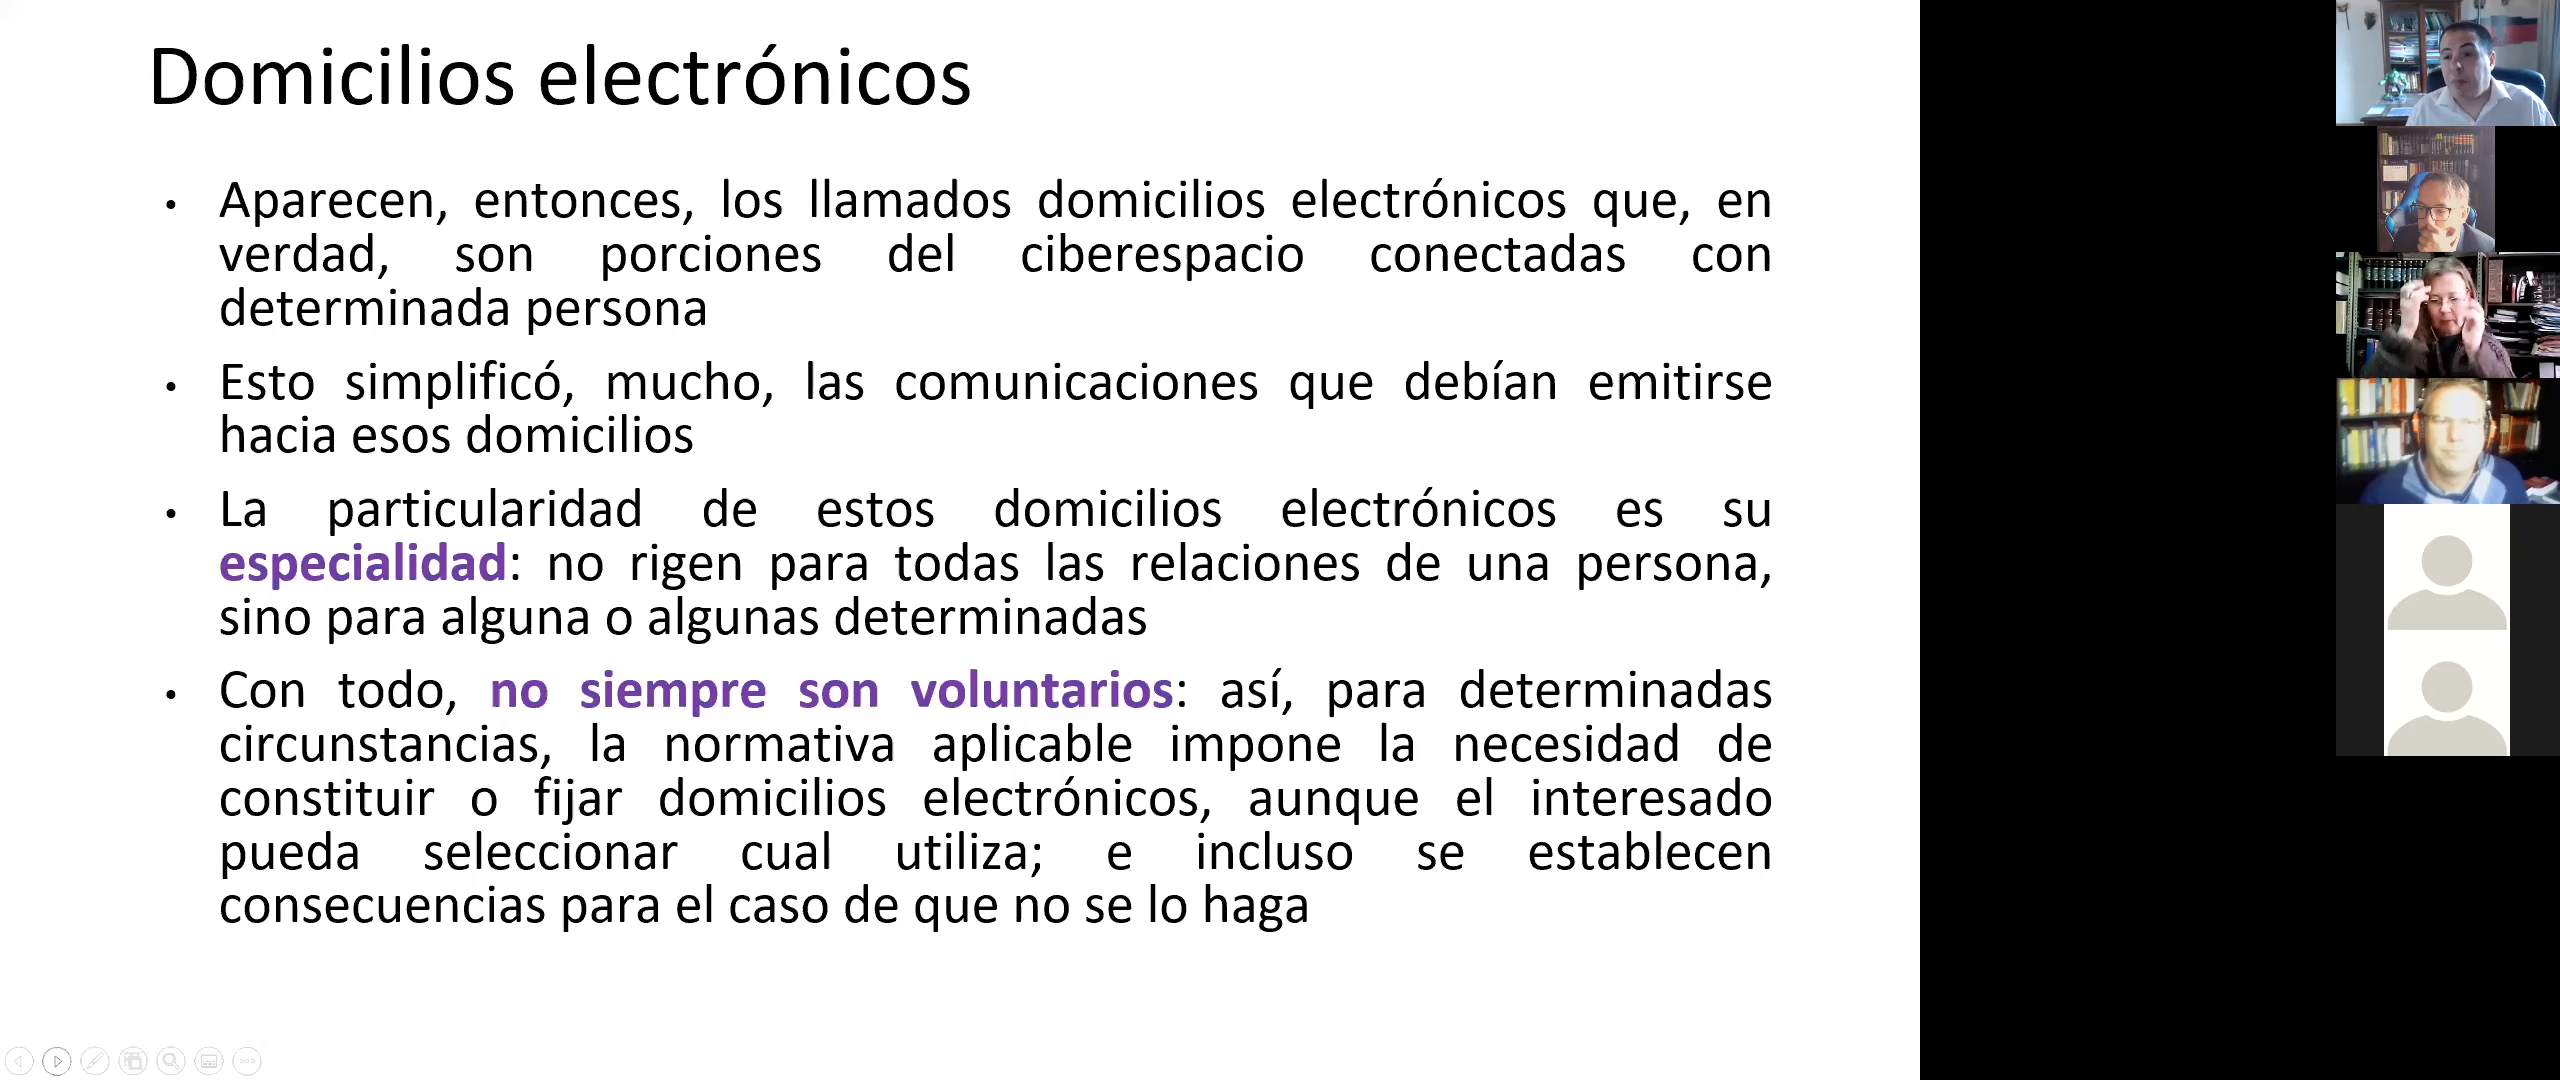 Domicilios electrónicos
• Aparecen, entonces, los llamados domicilios electrónicos que, en
verdad, son porciones del ciberespacio conectadas con
determinada persona
• Esto simplificó, mucho, las comunicaciones que debían emitirse
hacia esos domicilios
• La particularidad de estos domicilios electrónicos es su
especialidad: no rigen para todas las relaciones de una persona,
sino para alguna o algunas determinadas
• Con todo, no siempre son voluntarios: así, para determinadas
circunstancias, la normativa aplicable impone la necesidad de
constituir o fijar domicilios electrónicos, aunque el interesado
pueda seleccionar cual utiliza; e incluso se establecen
consecuencias para el caso de que no se lo haga